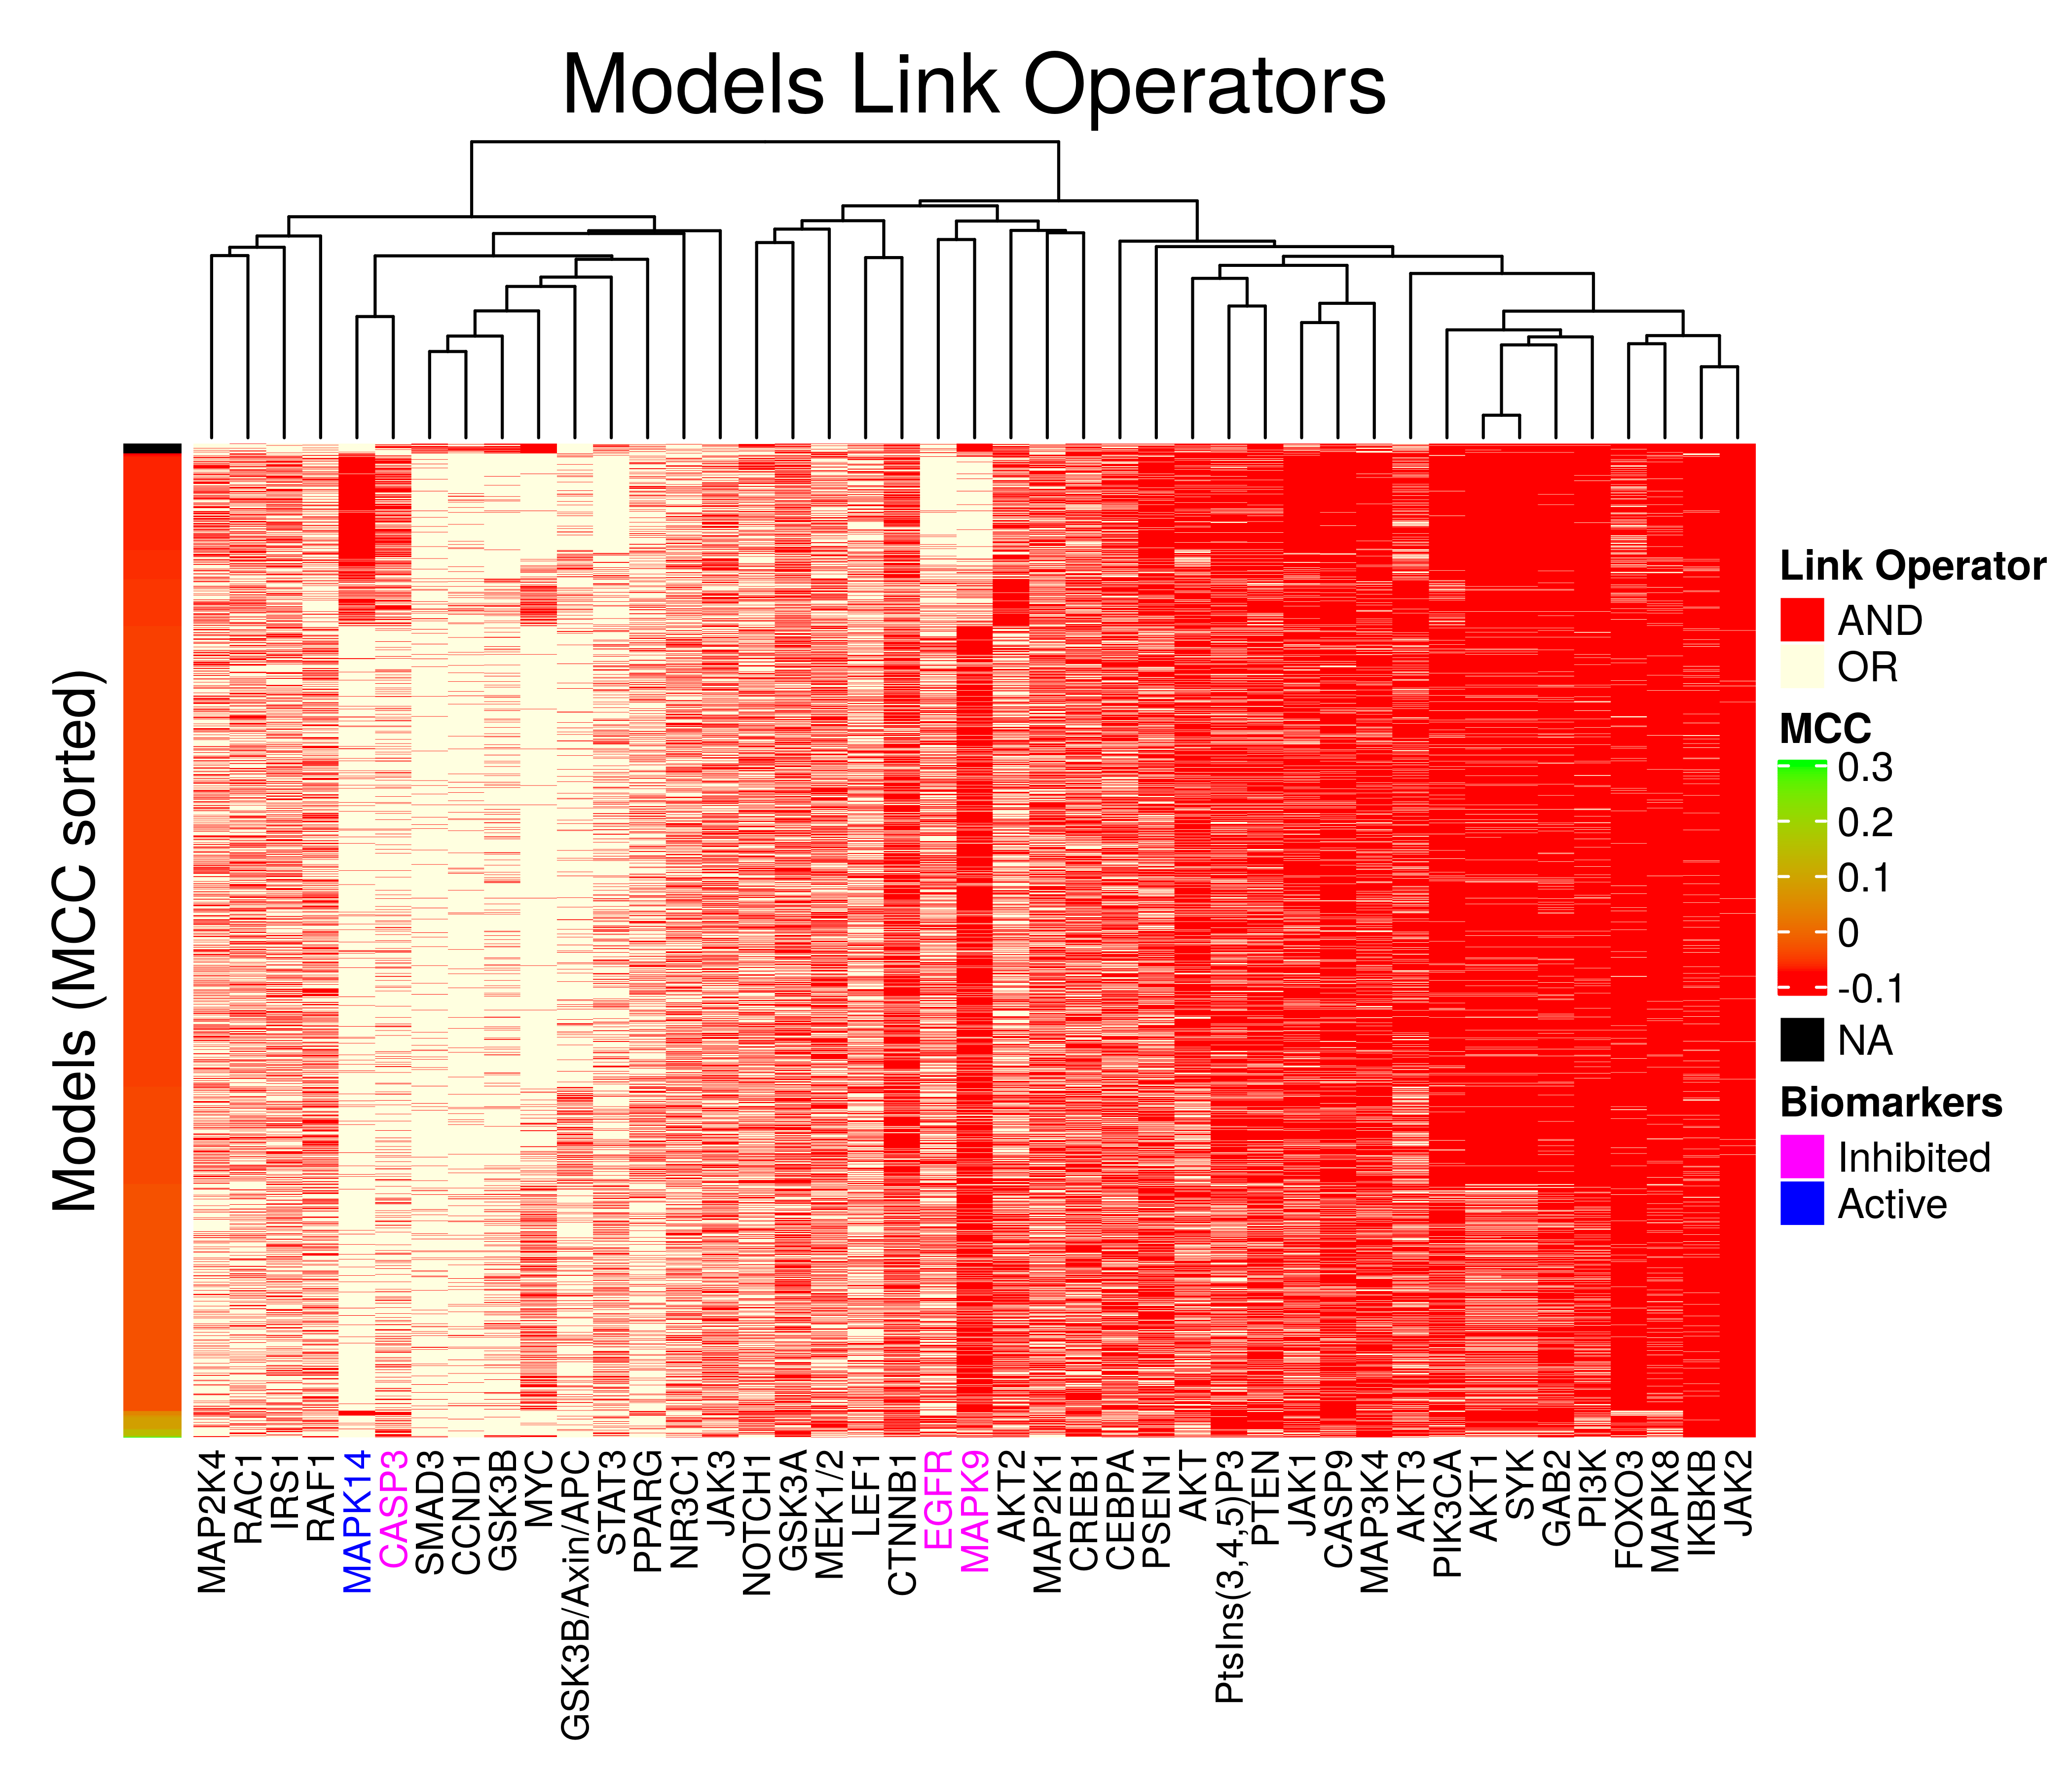 Models Link Operators
Models (MCC sorted)
Link Operator
AND
OR
MCC
0.3
0.2
0.1
0
-0.1
NA
Biomarkers
Inhibited
Active
MAP2K4
RAC1
IRS1
RAF1
MAPK14
CASP3
SMAD3
CCND1
GSK3B
MYC
GSK3B/Axin/APC
STAT3
PPARG
NR3C1
JAK3
NOTCH1
GSK3A
MEK1/2
LEF1
CTNNB1
EGFR
MAPK9
AKT2
MAP2K1
CREB1
CEBPA
PSEN1
AKT
PtsIns(3,4,5)P3
PTEN
JAK1
CASP9
MAP3K4
AKT3
PIK3CA
AKT1
SYK
GAB2
PI3K
FOXO3
MAPK8
IKBKB
JAK2